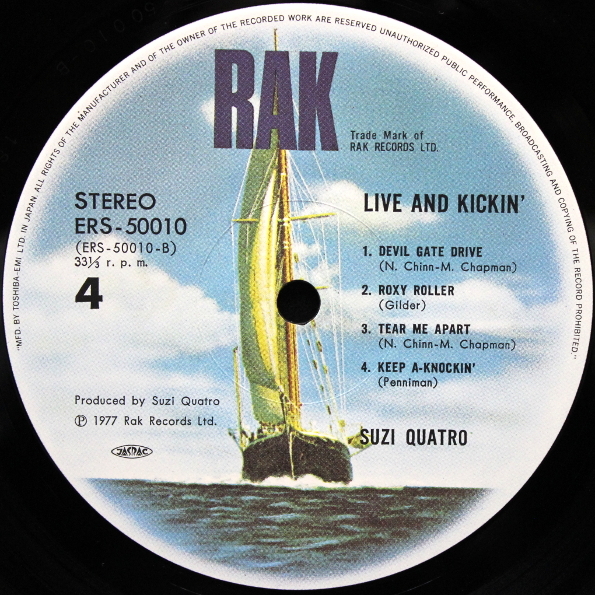 "MFD. BY TOSHIBA-EMI LTD. IN JAPAN ALL RIGHTS OF THE MANUFACTURER AND OF THE OWNER OF THE RECORDED WORK ARE RESERVED UNAUTHORIZED PUBLIC PERFORMANCE, BROADCASTING AND COPYING OF THE RECORD PROHIBITED."
RAK
Trade Mark of
RAK RECORDS LTD.
STEREO
ERS-50010
(ERS-50010-B)
33⅓ r. p. m.
4
LIVE AND KICKIN'
1. DEVIL GATE DRIVE
(N. Chinn-M. Chapman)
2. ROXY ROLLER
(Gilder)
3. TEAR ME APART
(N. Chinn-M. Chapman)
4. KEEP A-KNOCKIN'
(Penniman)
Produced by Suzi Quatro
Ⓟ 1977 Rak Records Ltd.
JASRAC
SUZI QUATRO